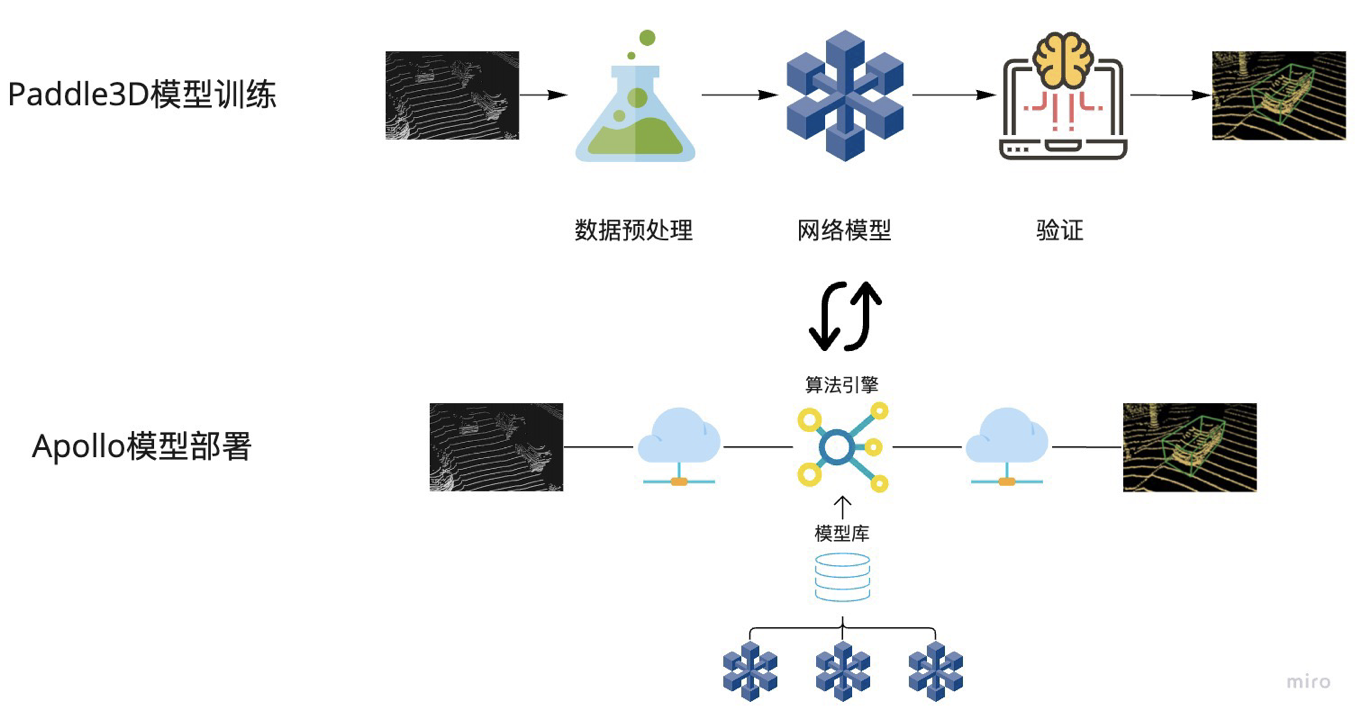 Paddle3D模型训练
数据预处理
网络模型
验证
算法引擎
Apollo模型部署
模型库
miro